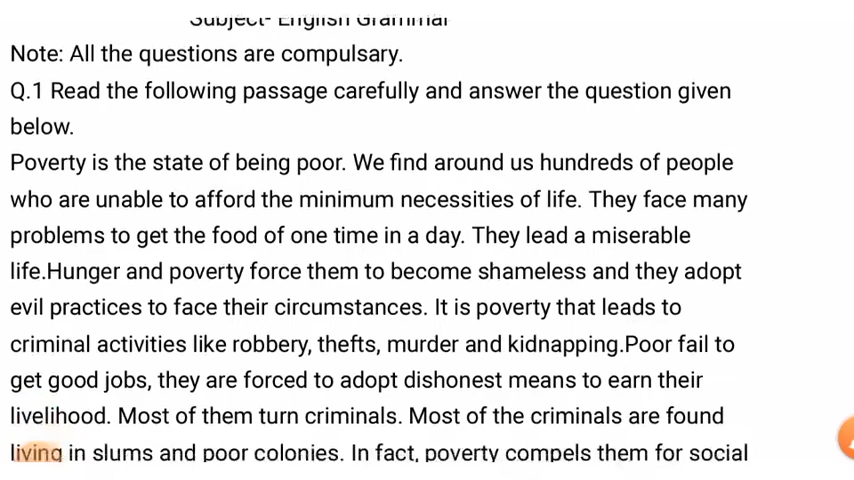 Subject- English Grammar
Note: All the questions are compulsary.
Q.1 Read the following passage carefully and answer the question given
below.
Poverty is the state of being poor. We find around us hundreds of people
who are unable to afford the minimum necessities of life. They face many
problems to get the food of one time in a day. They lead a miserable
life.Hunger and poverty force them to become shameless and they adopt
evil practices to face their circumstances. It is poverty that leads to
criminal activities like robbery, thefts, murder and kidnapping.Poor fail to
get good jobs, they are forced to adopt dishonest means to earn their
livelihood. Most of them turn criminals. Most of the criminals are found
living in slums and poor colonies. In fact, poverty compels them for social